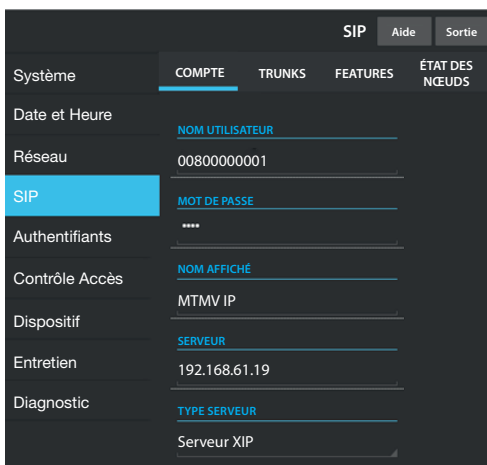 SIP Aide Sortie
Système
Date et Heure
Réseau
SIP
Authentifiants
Contrôle Accès
Dispositif
Entretien
Diagnostic
COMPTE TRUNKS FEATURES ÉTAT DES
NŒUDS
NOM UTILISATEUR
00800000001
MOT DE PASSE
****
NOM AFFICHÉ
MTMV IP
SERVEUR
192.168.61.19
TYPE SERVEUR
Serveur XIP